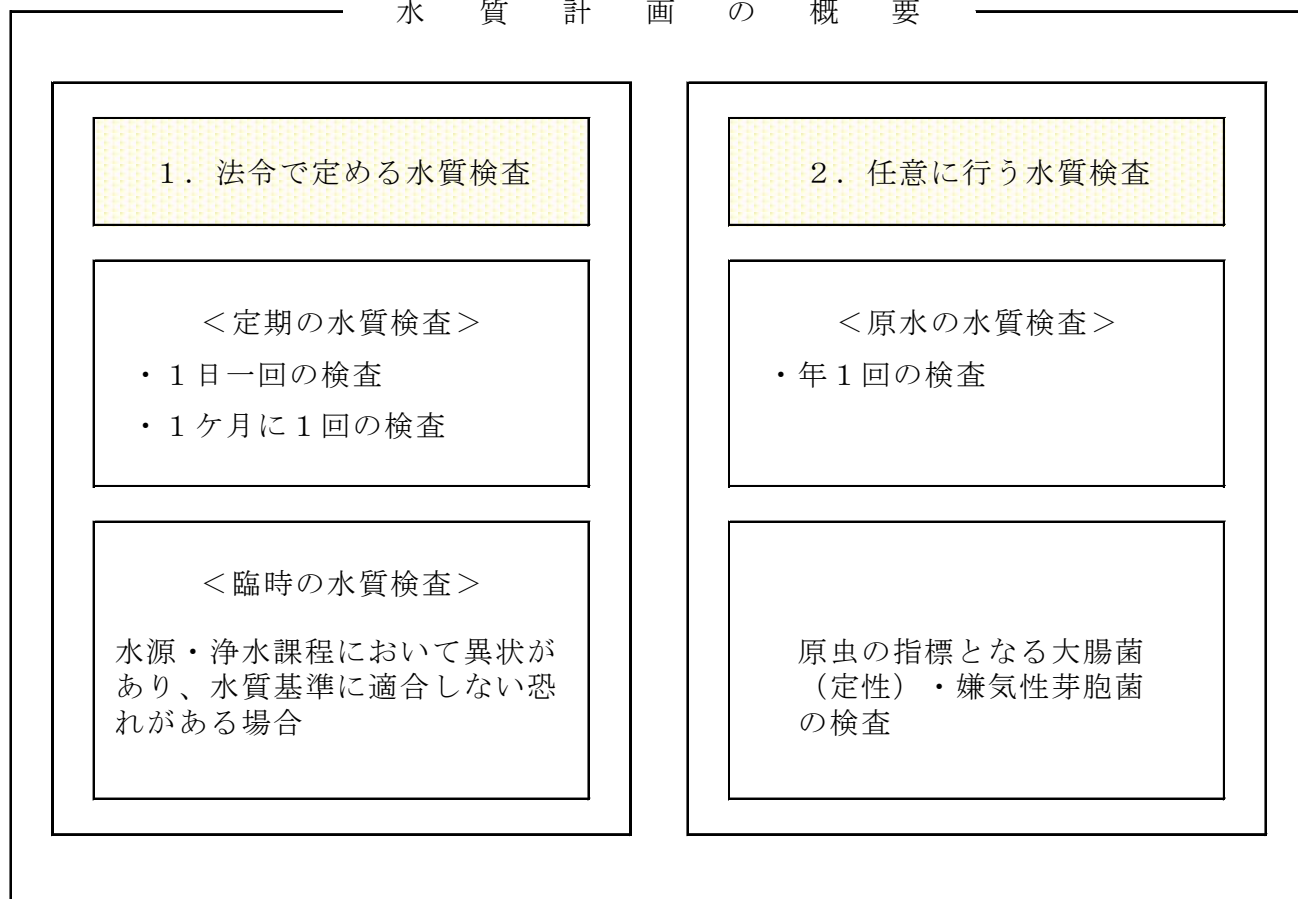 水質計画の概要
１．法令で定める水質検査
＜定期の水質検査＞
・１日一回の検査
・１ケ月に１回の検査
＜臨時の水質検査＞
水源・浄水課程において異状が
あり、水質基準に適合しない恐
れがある場合
２．任意に行う水質検査
＜原水の水質検査＞
・年１回の検査
原虫の指標となる大腸菌
（定性）・嫌気性芽胞菌
の検査